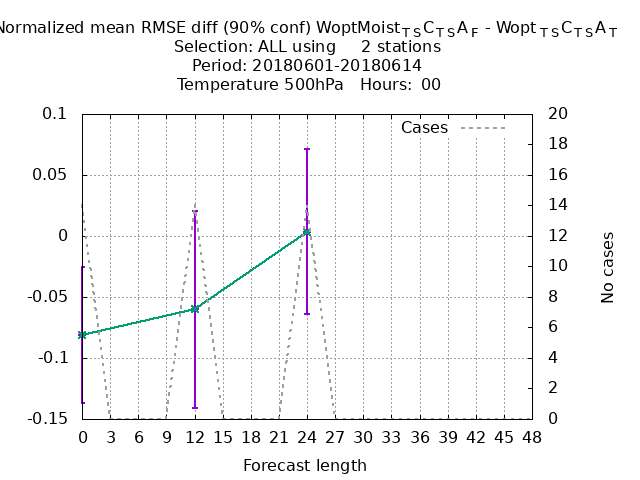 Normalized mean RMSE diff (90% conf) WoptMoist_TSC_TSA_F - Wopt_TSC_TSA_T
Selection: ALL using 2 stations
Period: 20180601-20180614
Temperature 500hPa Hours: 00
0.1
0.05
0
-0.05
-0.1
-0.15
Cases
20
18
16
14
12
10
8
6
4
2
0
No cases
0 3 6 9 12 15 18 21 24 27 30 33 36 39 42 45 48
Forecast length